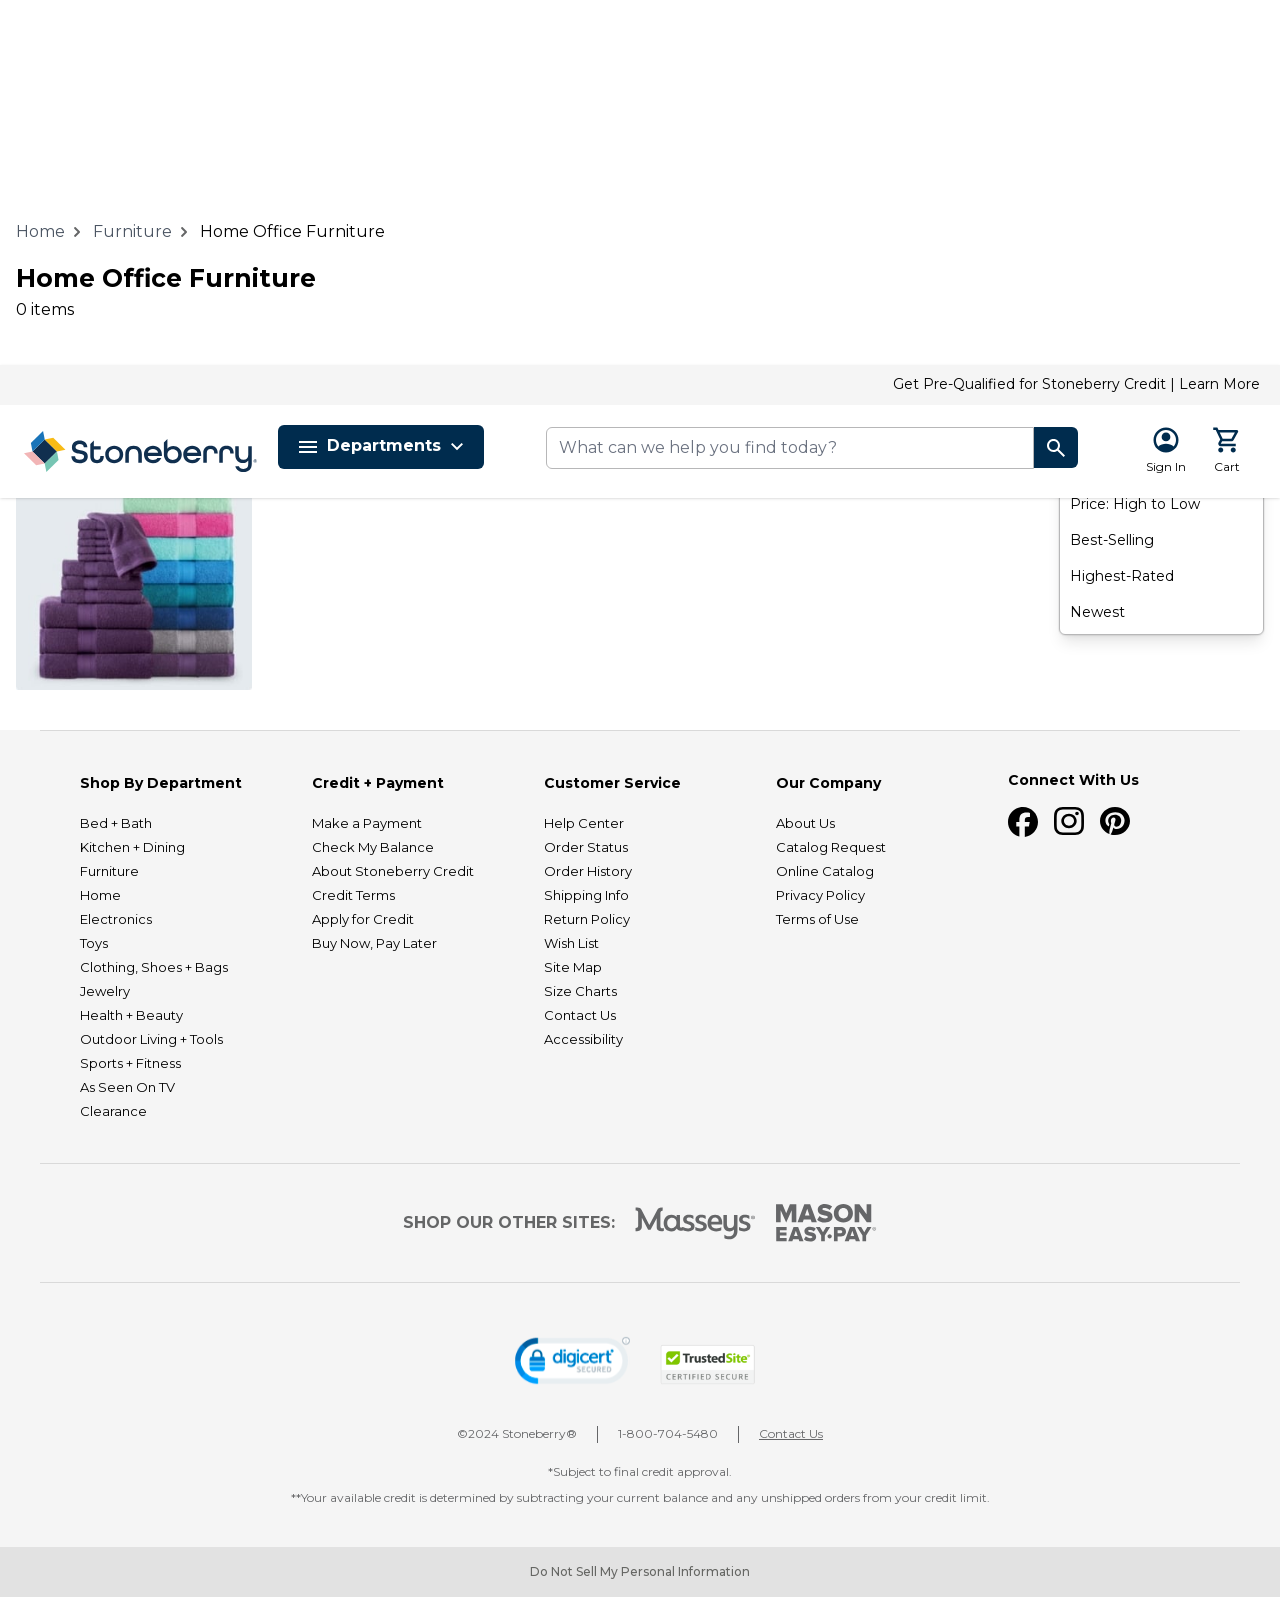 Home > Furniture > Home Office Furniture
Home Office Furniture
0 items
Get Pre-Qualified for Stoneberry Credit | Learn More
Stoneberry®
Departments
What can we help you find today?
Sign In
Cart
Price: High to Low
Best-Selling
Highest-Rated
Newest
Shop By Department
Bed + Bath
Kitchen + Dining
Furniture
Home
Electronics
Toys
Clothing, Shoes + Bags
Jewelry
Health + Beauty
Outdoor Living + Tools
Sports + Fitness
As Seen On TV
Clearance
Credit + Payment
Make a Payment
Check My Balance
About Stoneberry Credit
Credit Terms
Apply for Credit
Buy Now, Pay Later
Customer Service
Help Center
Order Status
Order History
Shipping Info
Return Policy
Wish List
Site Map
Size Charts
Contact Us
Accessibility
Our Company
About Us
Catalog Request
Online Catalog
Privacy Policy
Terms of Use
Connect With Us
SHOP OUR OTHER SITES:
Masseys®
MASON
EASY•PAY®
digicert®
SECURED
TrustedSite™
CERTIFIED SECURE
©2024 Stoneberry®
1-800-704-5480
Contact Us
*Subject to final credit approval.
**Your available credit is determined by subtracting your current balance and any unshipped orders from your credit limit.
Do Not Sell My Personal Information